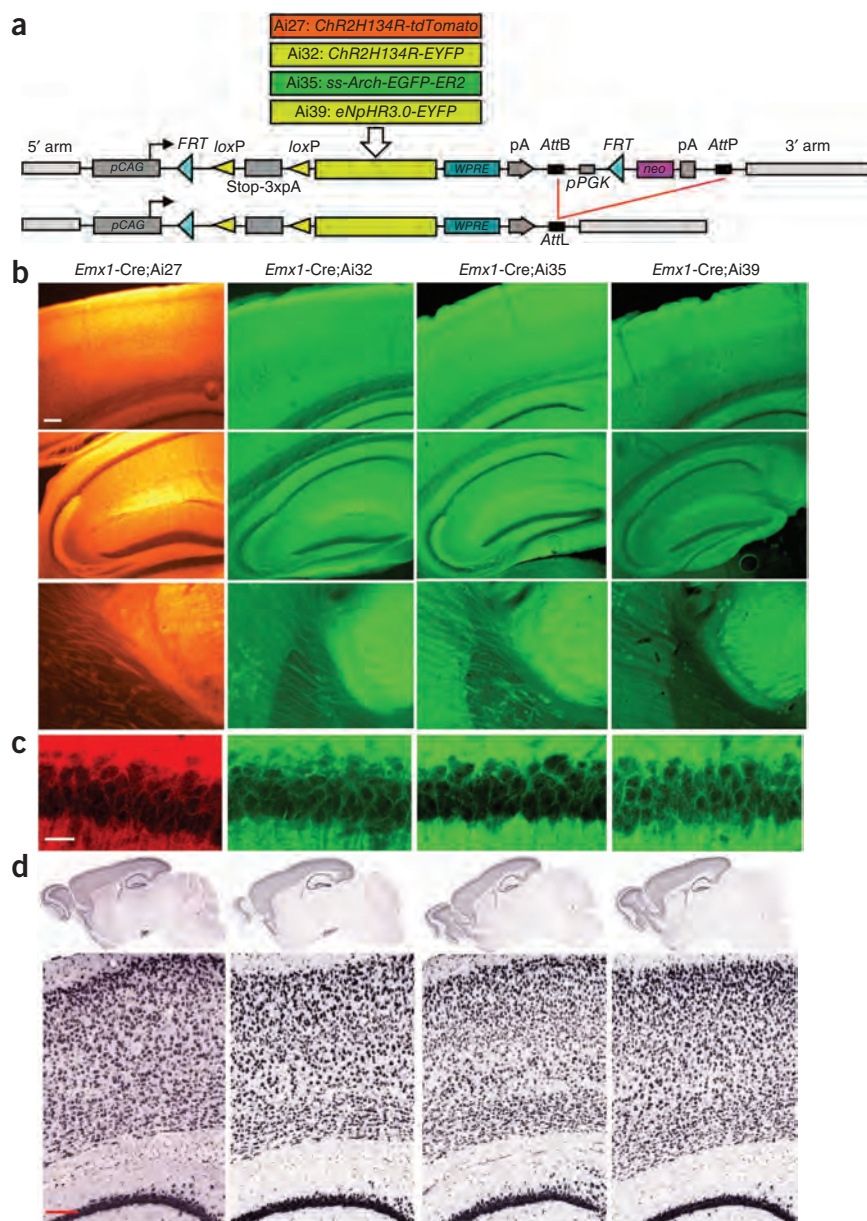 a
Ai27: ChR2H134R-tdTomato
Ai32: ChR2H134R-EYFP
Ai35: ss-Arch-EGFP-ER2
Ai39: eNpHR3.0-EYFP
5′ arm
pCAG
FRT
loxP
Stop-3xpA
loxP
WPRE
pA
AttB
pPGK
FRT
neo
pA
AttP
3′ arm
pCAG
WPRE
AttL
b
Emx1-Cre;Ai27
Emx1-Cre;Ai32
Emx1-Cre;Ai35
Emx1-Cre;Ai39
c
d